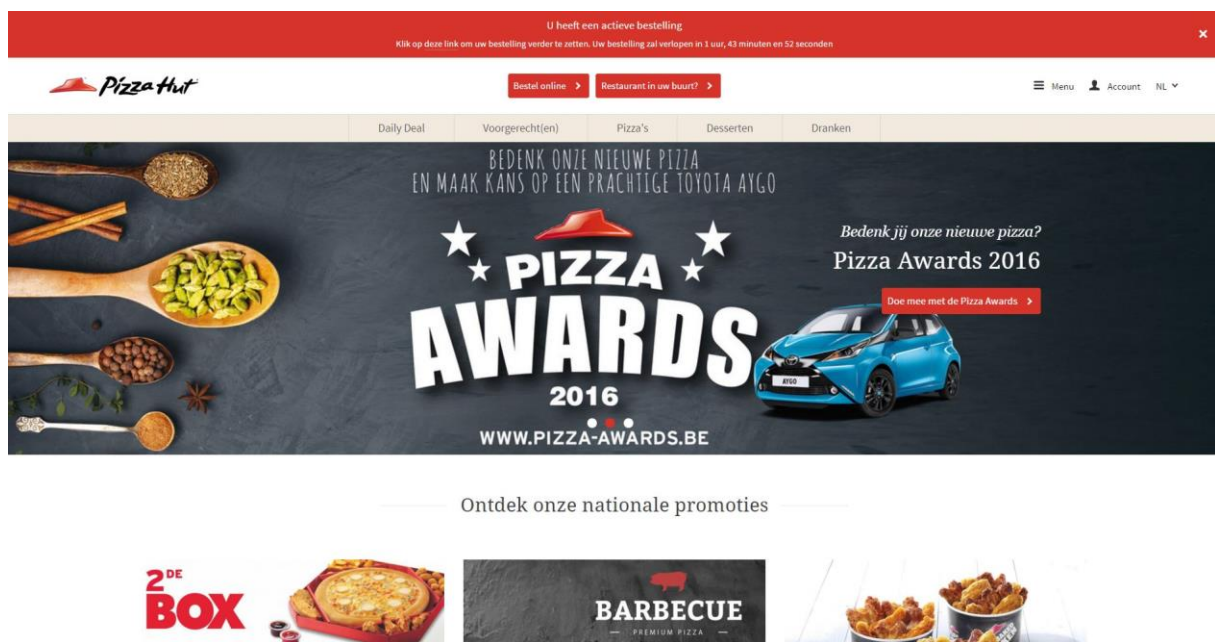 U heeft een actieve bestelling
Klik op deze link om uw bestelling verder te zetten. Uw bestelling zal verlopen in 1 uur, 43 minuten en 52 seconden
Pizza Hut
Bestel online
Restaurant in uw buurt?
Menu
Account
NL
Daily Deal
Voorgerecht(en)
Pizza's
Desserten
Dranken
BEDENK ONZE NIEUWE PIZZA
EN MAAK KANS OP EEN PRACHTIGE TOYOTA AYGO
PIZZA
AWARDS
2016
WWW.PIZZA-AWARDS.BE
Bedenk jij onze nieuwe pizza?
Pizza Awards 2016
Doe mee met de Pizza Awards
AYGO
Ontdek onze nationale promoties
2DE
BOX
BARBECUE
PREMIUM PIZZA